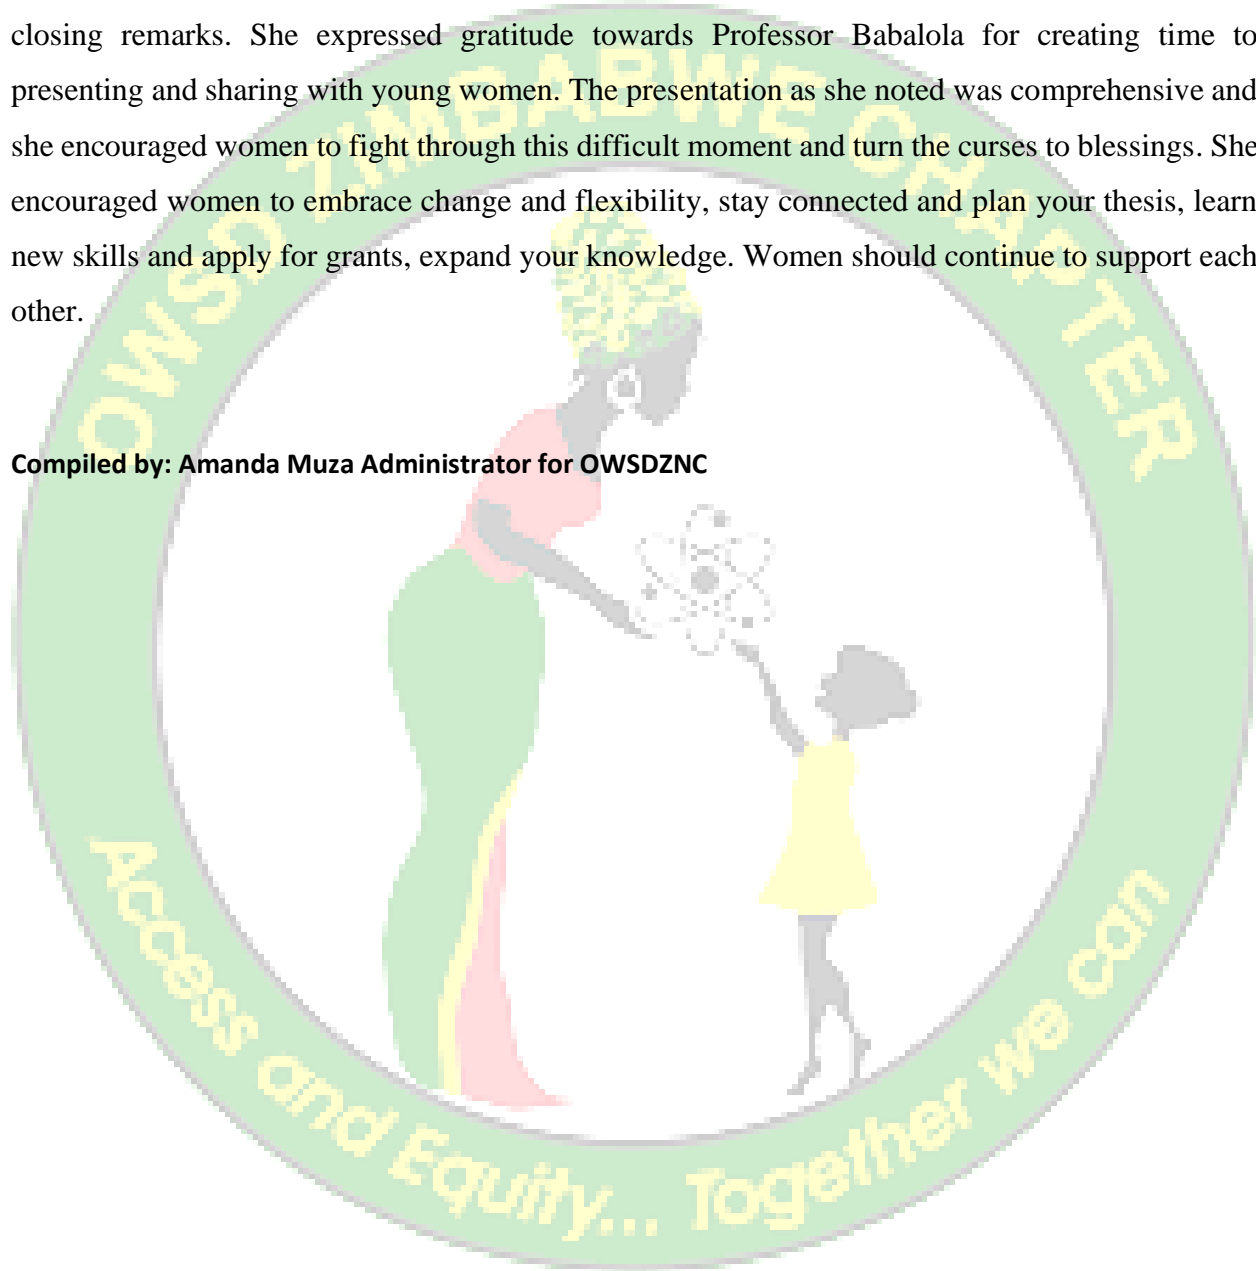 closing remarks. She expressed gratitude towards Professor Babalola for creating time to
presenting and sharing with young women. The presentation as she noted was comprehensive and
she encouraged women to fight through this difficult moment and turn the curses to blessings. She
encouraged women to embrace change and flexibility, stay connected and plan your thesis, learn
new skills and apply for grants, expand your knowledge. Women should continue to support each
other.
Compiled by: Amanda Muza Administrator for OWSDZNC
OWSD ZIMBABWE CHAPTER
Access and Equity... Together we can